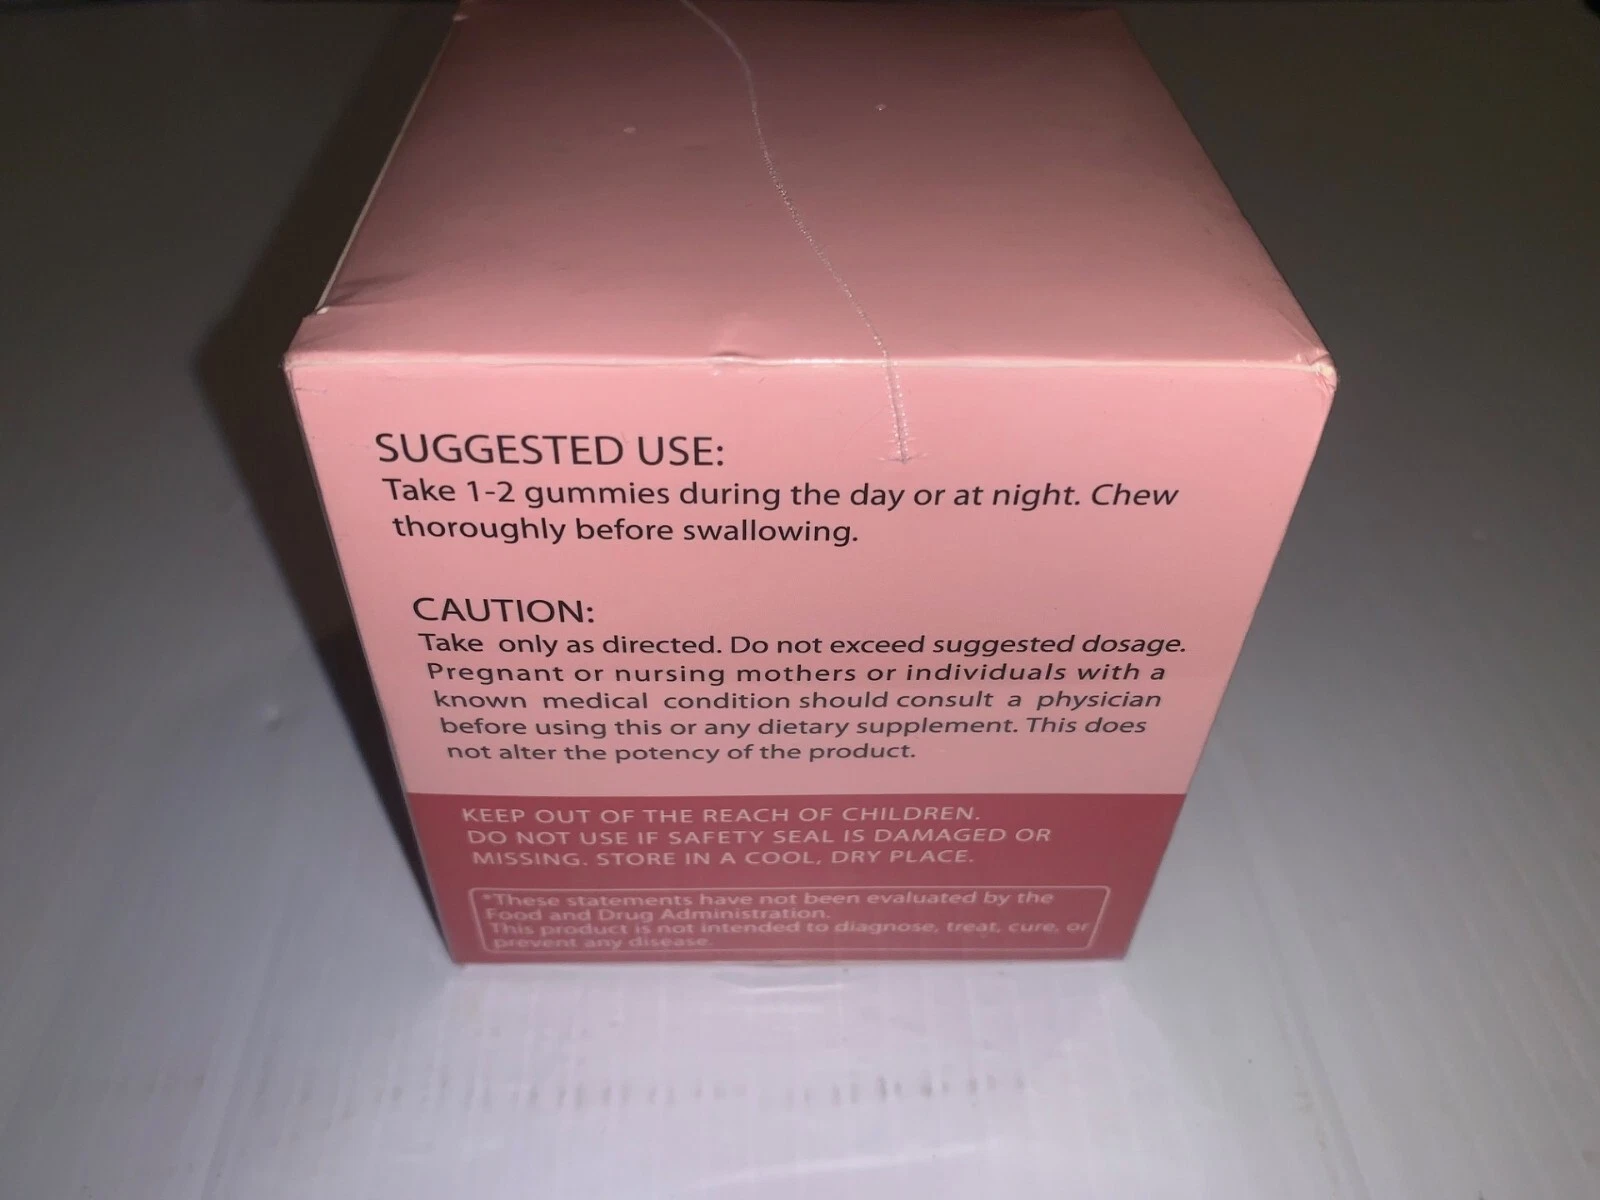 SUGGESTED USE:
Take 1-2 gummies during the day or at night. Chew
thoroughly before swallowing.
CAUTION:
Take only as directed. Do not exceed suggested dosage.
Pregnant or nursing mothers or individuals with a
known medical condition should consult a physician
before using this or any dietary supplement. This does
not alter the potency of the product.
KEEP OUT OF THE REACH OF CHILDREN.
DO NOT USE IF SAFETY SEAL IS DAMAGED OR
MISSING. STORE IN A COOL, DRY PLACE.
*These statements have not been evaluated by the
Food and Drug Administration.
This product is not intended to diagnose, treat, cure, or
prevent any disease.